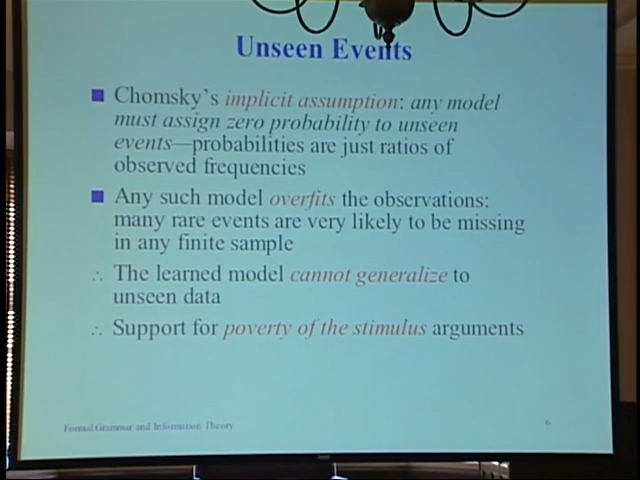 Unseen Events
■ Chomsky's implicit assumption: any model
must assign zero probability to unseen
events—probabilities are just ratios of
observed frequencies
■ Any such model overfits the observations:
many rare events are very likely to be missing
in any finite sample
∴ The learned model cannot generalize to
unseen data
∴ Support for poverty of the stimulus arguments
Formal Grammar and Information Theory
6